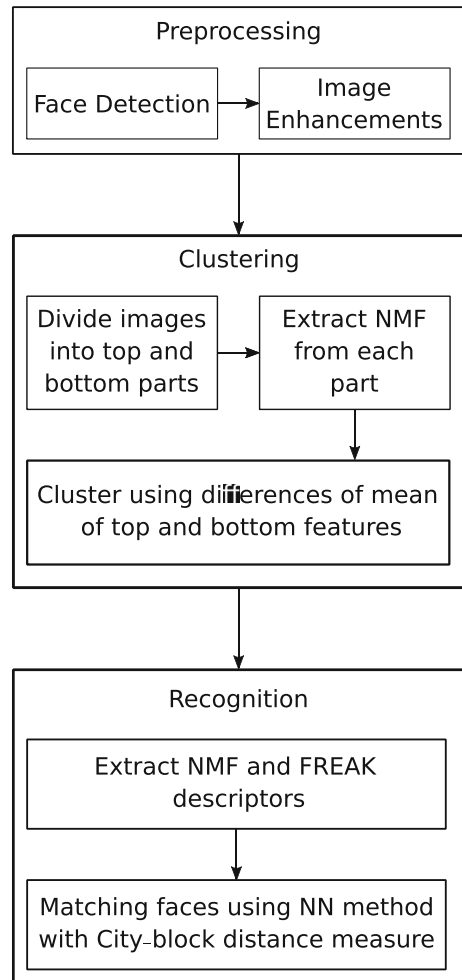 Preprocessing
Face Detection
Image
Enhancements
Clustering
Divide images
into top and
bottom parts
Extract NMF
from each
part
Cluster using differences of mean
of top and bottom features
Recognition
Extract NMF and FREAK
descriptors
Matching faces using NN method
with City-block distance measure